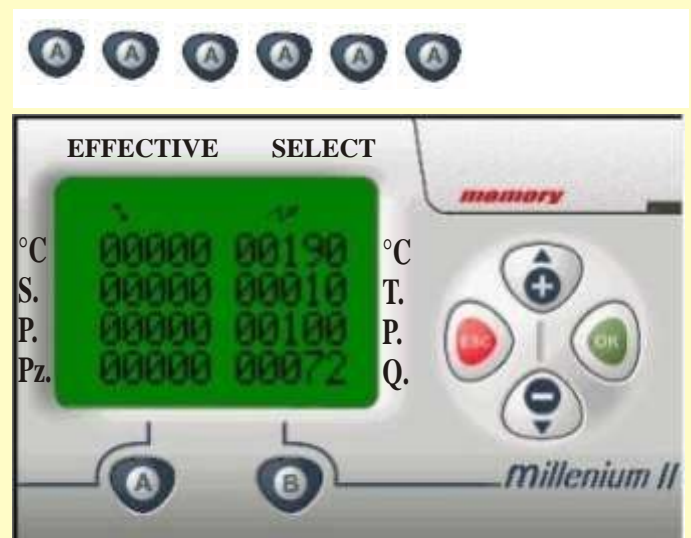 A A A A A A
EFFECTIVE SELECT
memory
°C 00000 00190 °C
S. 00000 00010 T.
P. 00000 00100 P.
Pz. 00000 00072 Q.
+
ESC OK
−
A B
millenium II